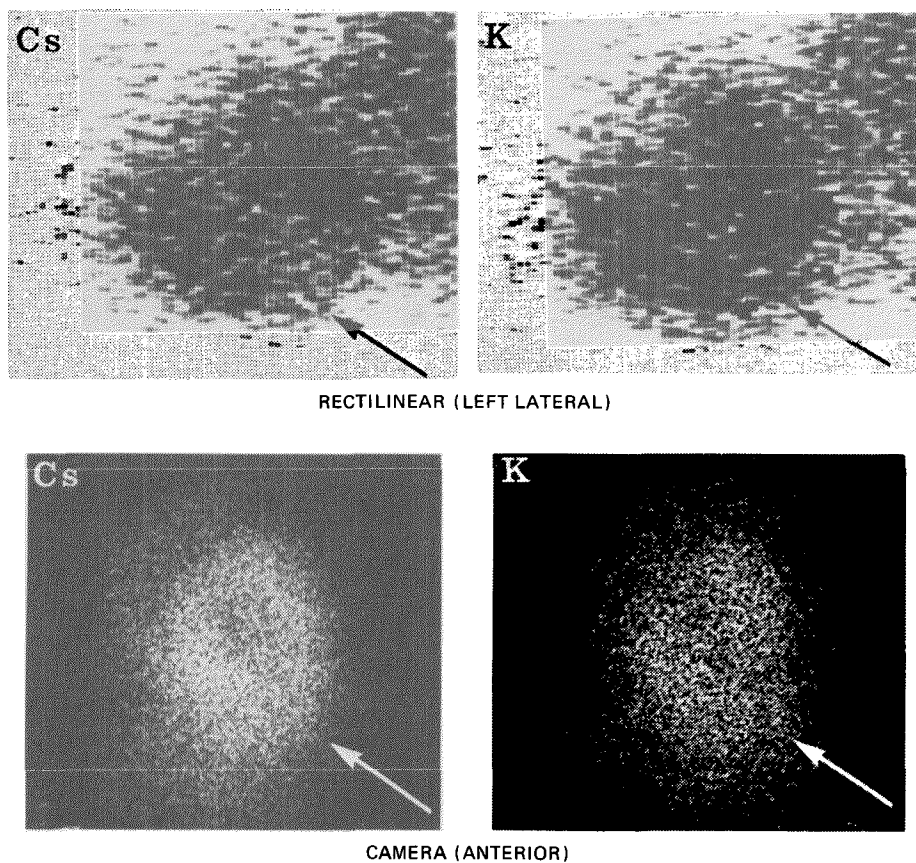 Cs
K
RECTILINEAR (LEFT LATERAL)
Cs
K
CAMERA (ANTERIOR)